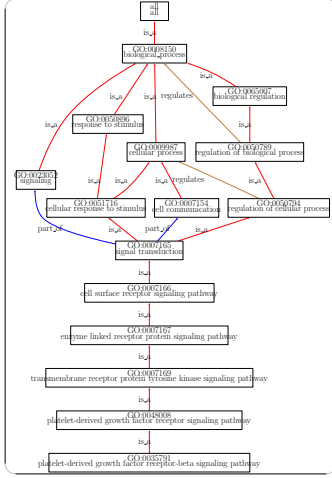 all
all
is_a
GO:0008150
biological_process
is_a
is_a
is_a
regulates
is_a
GO:0065007
biological regulation
GO:0050896
response to stimulus
is_a
GO:0009987
cellular process
GO:0050789
regulation of biological process
GO:0023052
signaling
is_a
is_a
is_a
regulates
is_a
GO:0051716
cellular response to stimulus
GO:0007154
cell communication
GO:0050794
regulation of cellular process
part_of
is_a
part_of
is_a
GO:0007165
signal transduction
is_a
GO:0007166
cell surface receptor signaling pathway
is_a
GO:0007167
enzyme linked receptor protein signaling pathway
is_a
GO:0007169
transmembrane receptor protein tyrosine kinase signaling pathway
is_a
GO:0048008
platelet-derived growth factor receptor signaling pathway
is_a
GO:0035791
platelet-derived growth factor receptor-beta signaling pathway